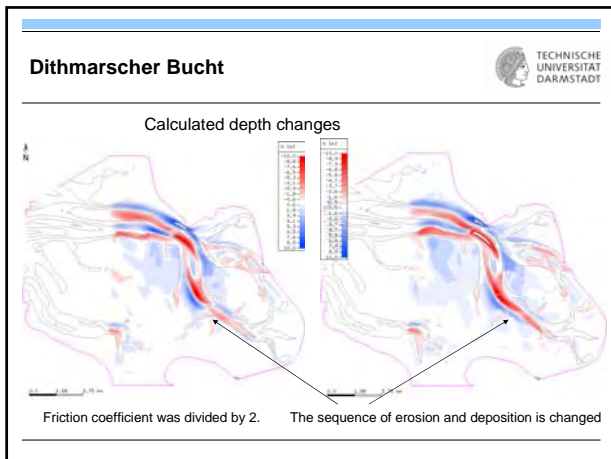 Dithmarscher Bucht
TECHNISCHE
UNIVERSITÄT
DARMSTADT
Calculated depth changes
N
Friction coefficient was divided by 2.
The sequence of erosion and deposition is changed